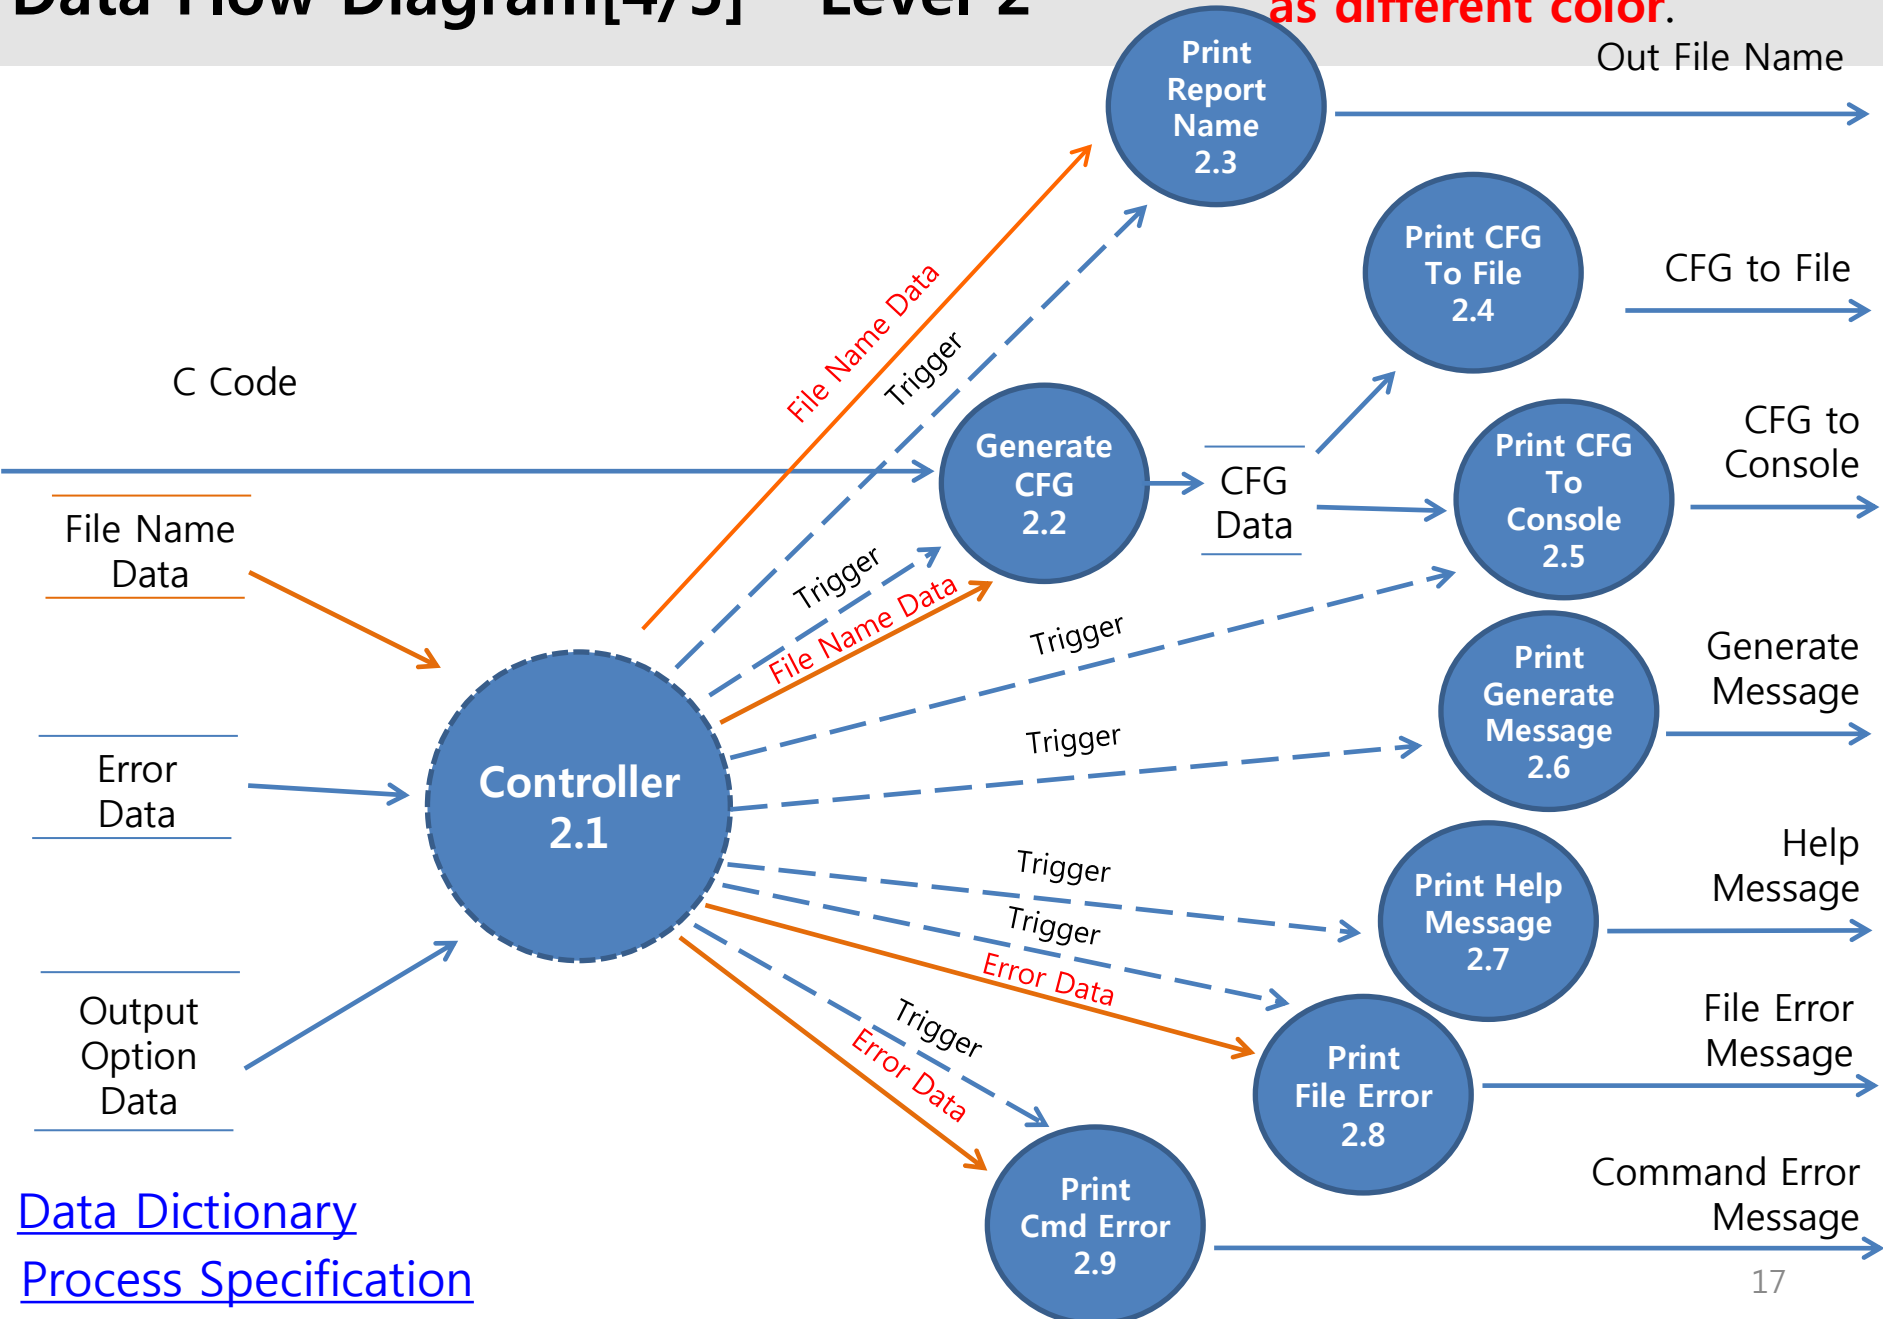 Data Flow Diagram[4/5] Level 2
as different color.
Print
Report
Name
2.3
Out File Name
Print CFG
To File
2.4
CFG to File
File Name Data
Trigger
C Code
Generate
CFG
2.2
CFG
Data
Print CFG
To
Console
2.5
CFG to
Console
File Name
Data
Trigger
File Name Data
Trigger
Print
Generate
Message
2.6
Generate
Message
Trigger
Error
Data
Controller
2.1
Trigger
Print Help
Message
2.7
Help
Message
Trigger
Error Data
Output
Option
Data
Trigger
Error Data
Print
File Error
2.8
File Error
Message
Print
Cmd Error
2.9
Command Error
Message
Data Dictionary
Process Specification
17